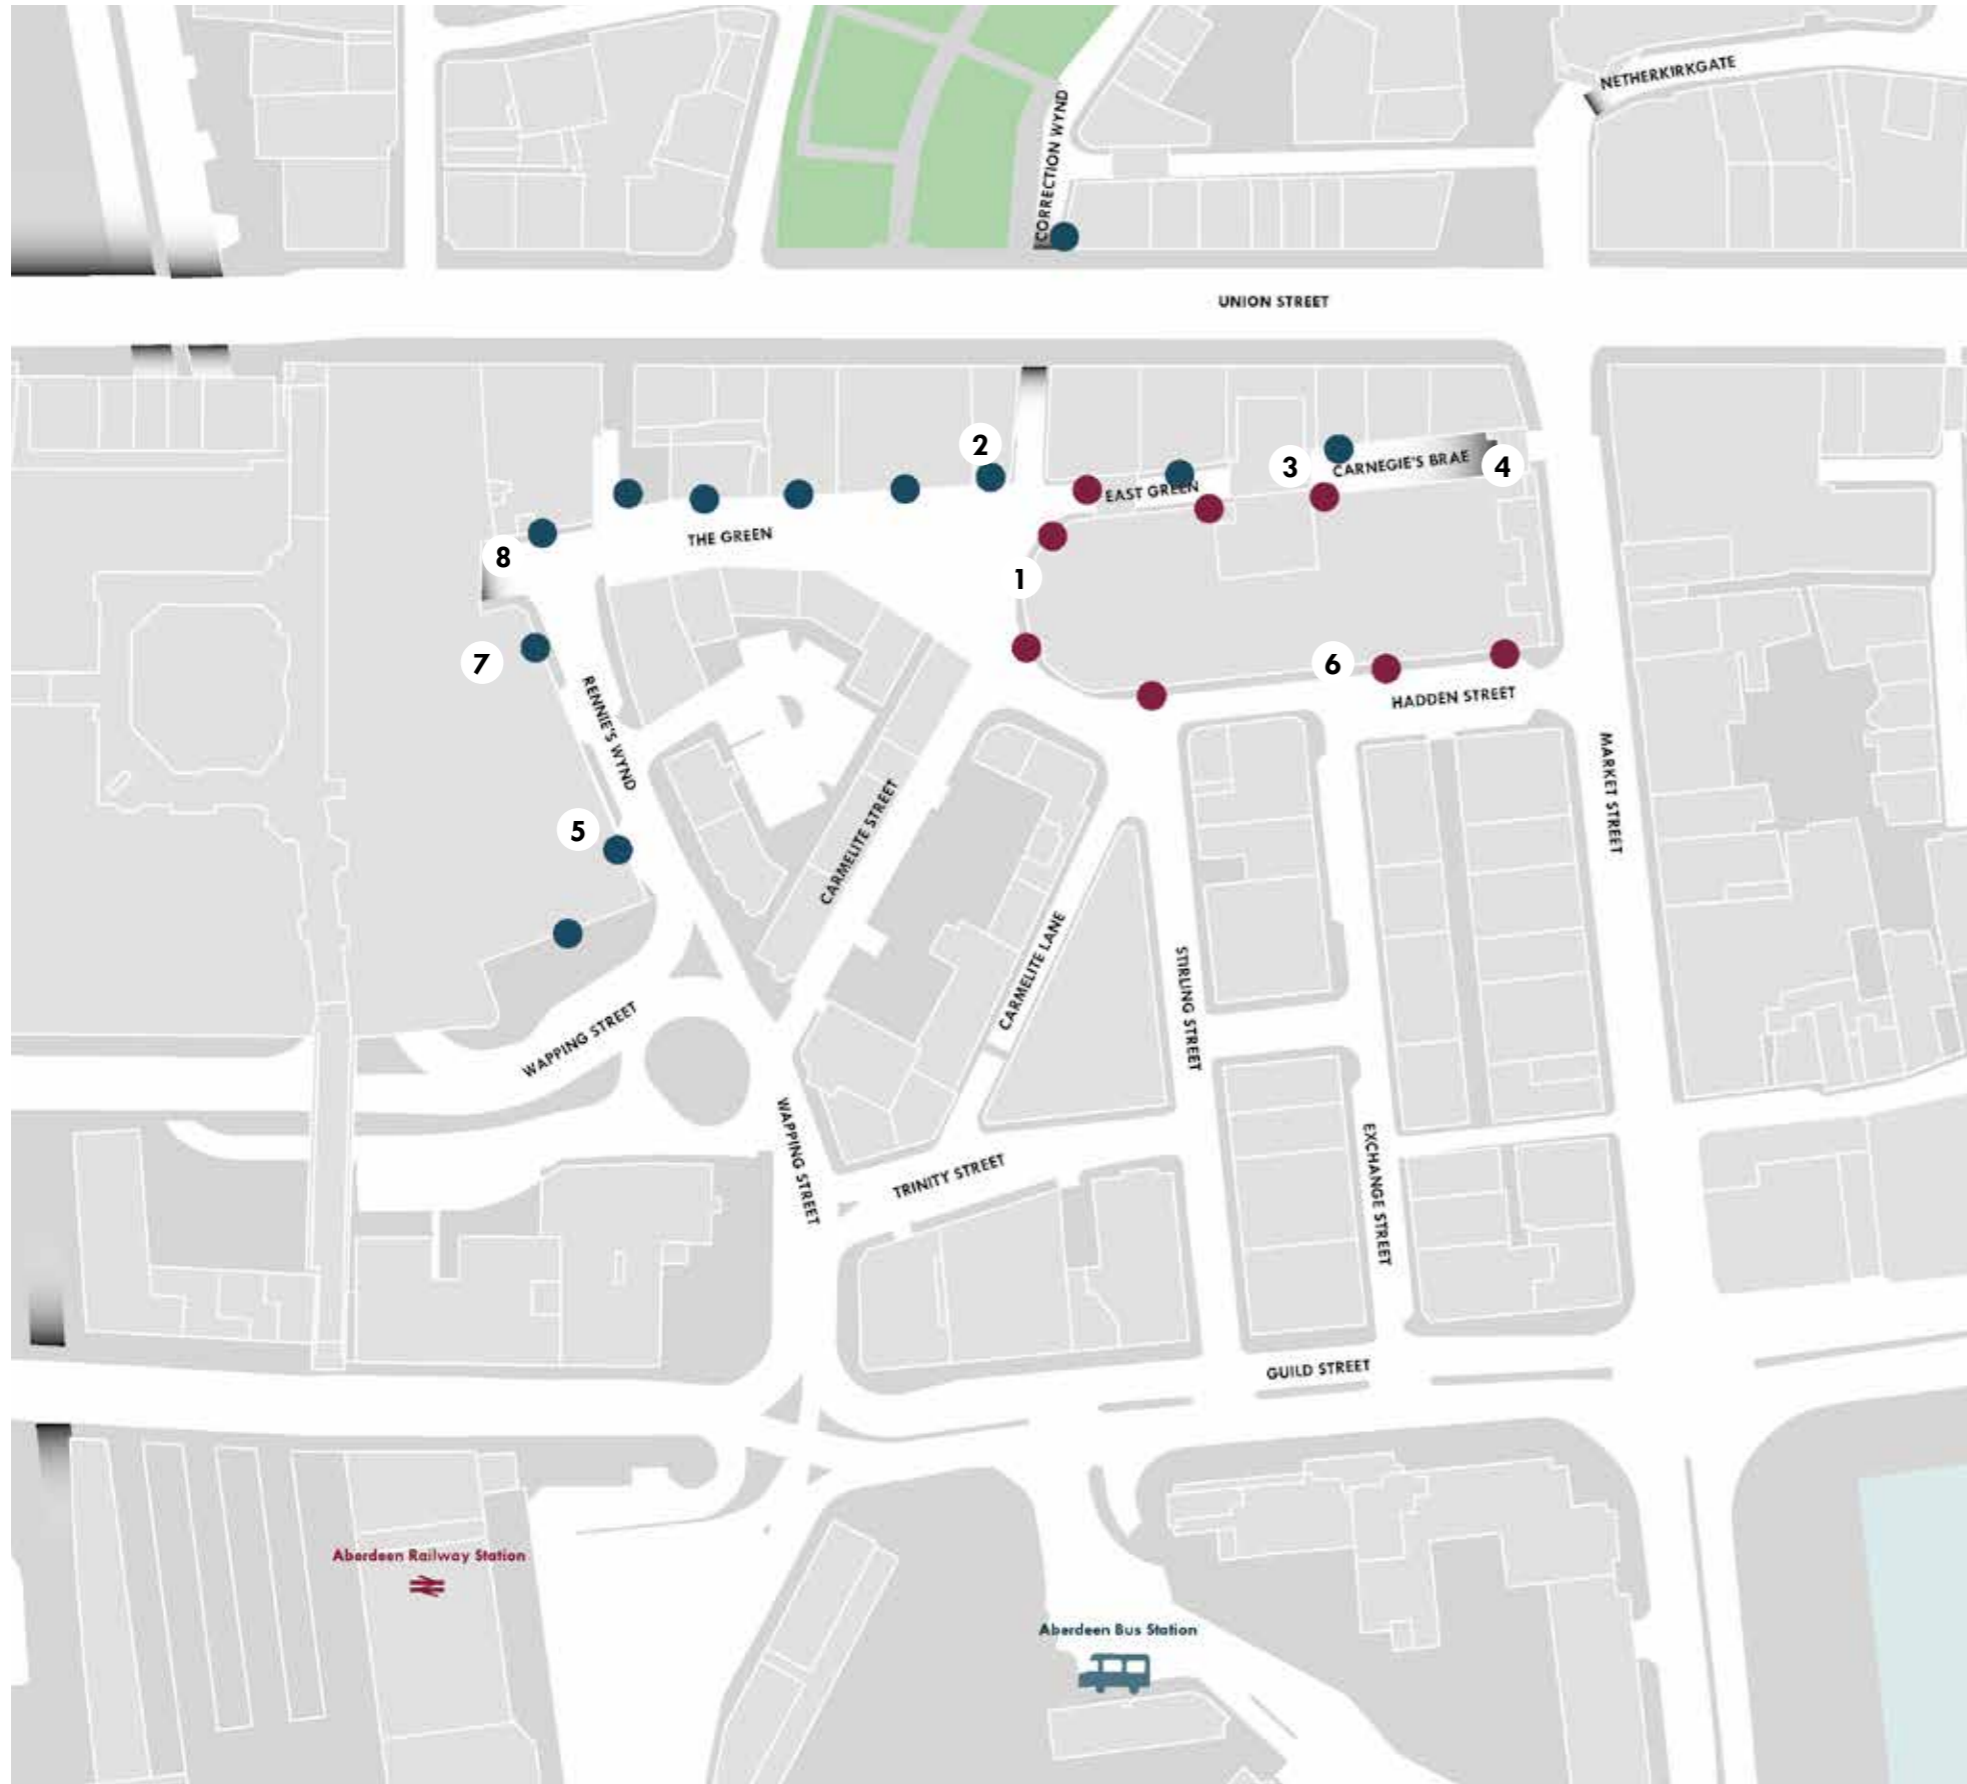 NETHERKIRKGATE
CORRECTION WYND
UNION STREET
2
3
CARNEGIE'S BRAE
4
EAST GREEN
THE GREEN
8
1
7
6
HADDEN STREET
RENNIE'S WYND
MARKET STREET
5
CARMELITE STREET
CARMELITE LANE
STIRLING STREET
WAPPING STREET
WAPPING STREET
TRINITY STREET
EXCHANGE STREET
GUILD STREET
Aberdeen Railway Station
Aberdeen Bus Station